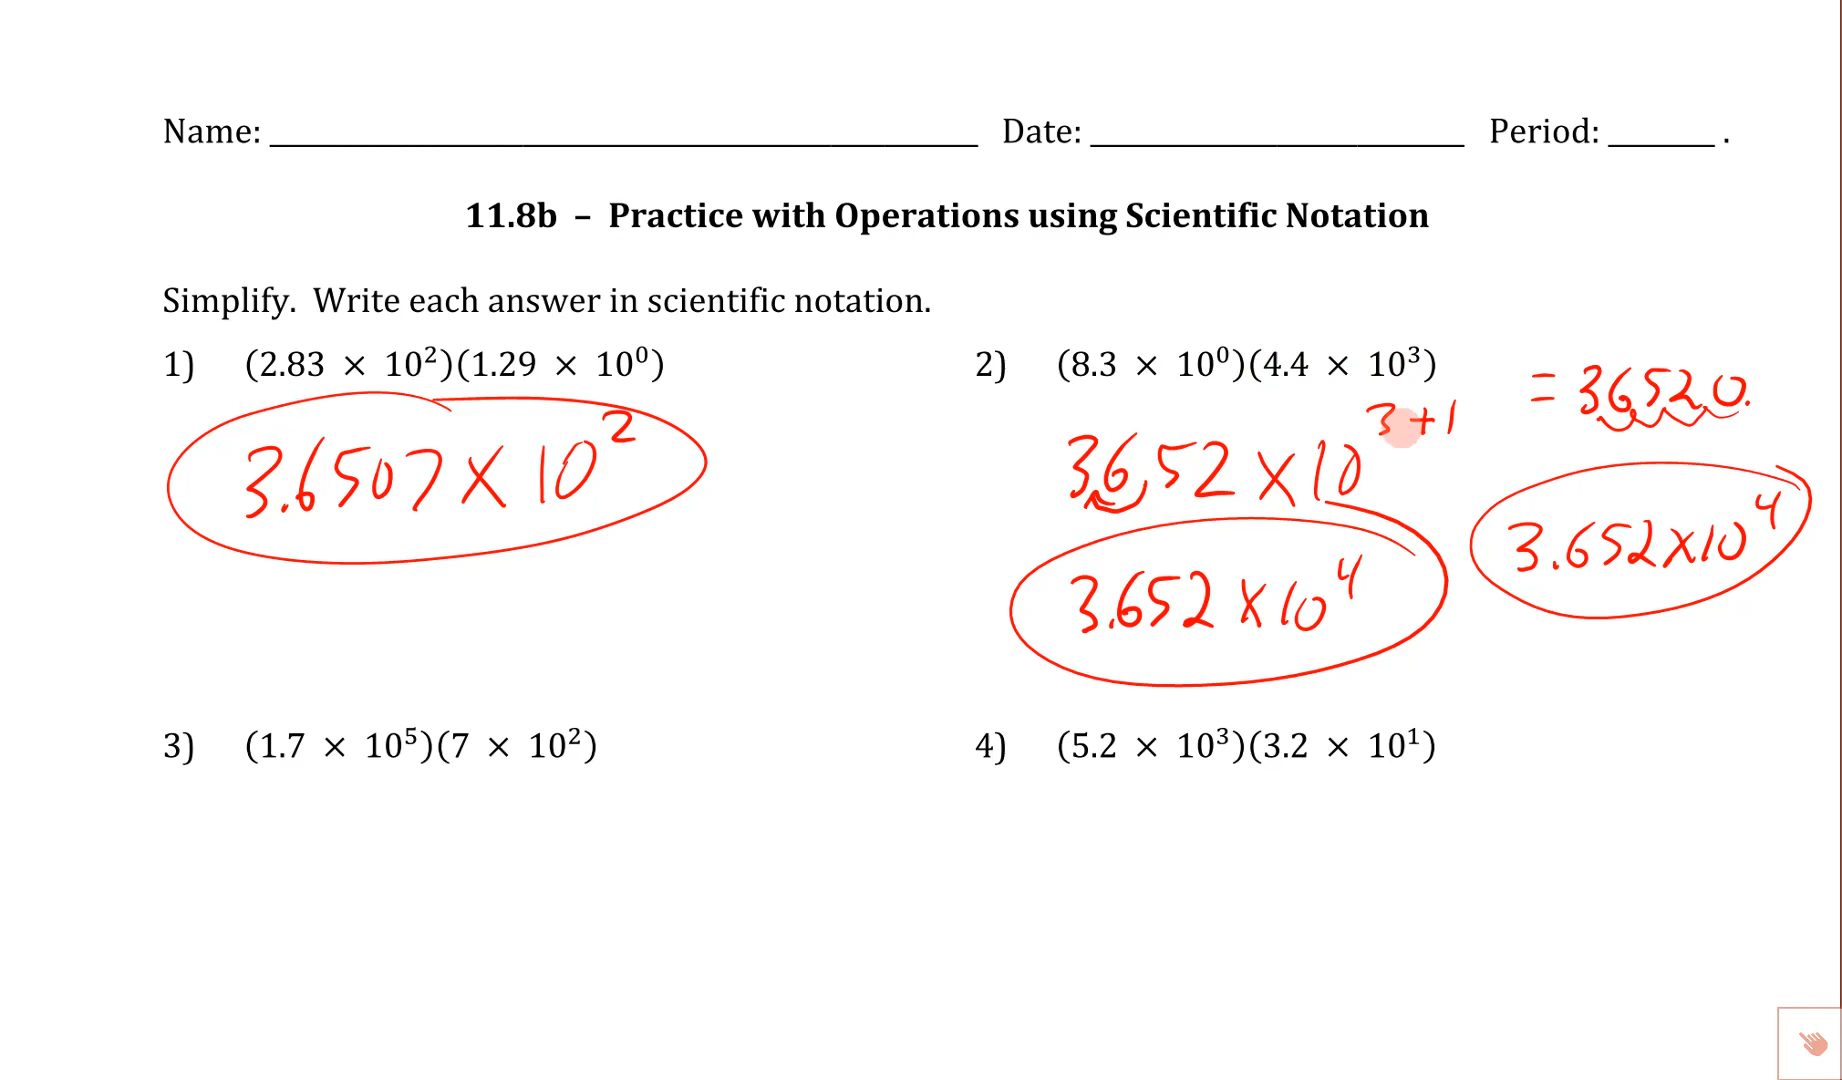 Name: ________________ Date: ________________ Period: ______ .
11.8b – Practice with Operations using Scientific Notation
Simplify. Write each answer in scientific notation.
1) (2.83 × 10²)(1.29 × 10⁰)
3.6507 × 10²
2) (8.3 × 10⁰)(4.4 × 10³)
= 36520.
36.52 × 10³⁺¹
3.652 × 10⁴
3.652 × 10⁴
3) (1.7 × 10⁵)(7 × 10²)
4) (5.2 × 10³)(3.2 × 10¹)